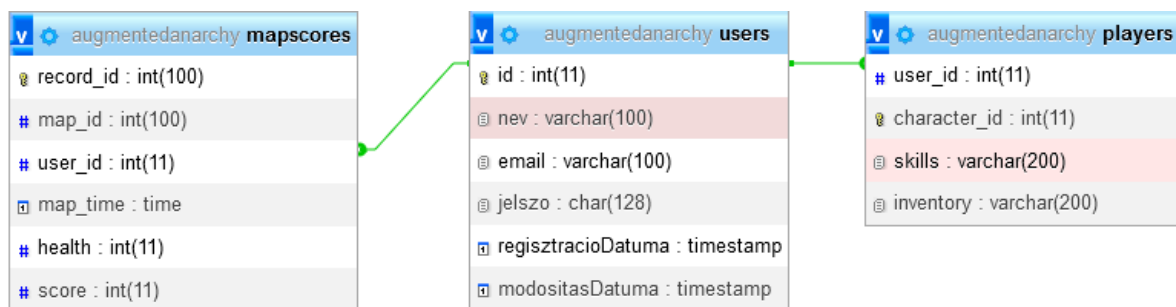 v augmentedanarchy mapscores
record_id : int(100)
# map_id : int(100)
# user_id : int(11)
map_time : time
# health : int(11)
# score : int(11)
v augmentedanarchy users
id : int(11)
nev : varchar(100)
email : varchar(100)
jelszo : char(128)
regisztracioDatuma : timestamp
modositasDatuma : timestamp
v augmentedanarchy players
# user_id : int(11)
character_id : int(11)
skills : varchar(200)
inventory : varchar(200)